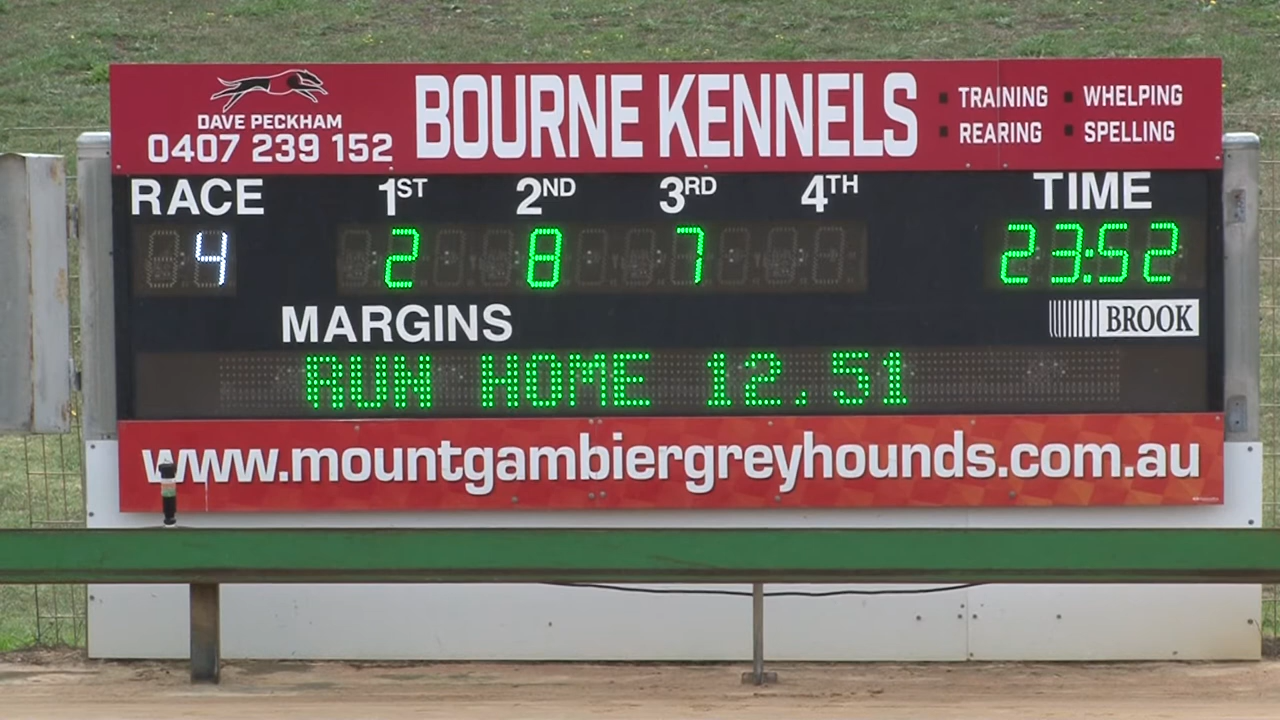 DAVE PECKHAM
0407 239 152
BOURNE KENNELS
TRAINING WHELPING
REARING SPELLING
RACE 1ST 2ND 3RD 4TH TIME
4 2 8 7 23:52
MARGINS BROOK
RUN HOME 12.51
www.mountgambiergreyhounds.com.au